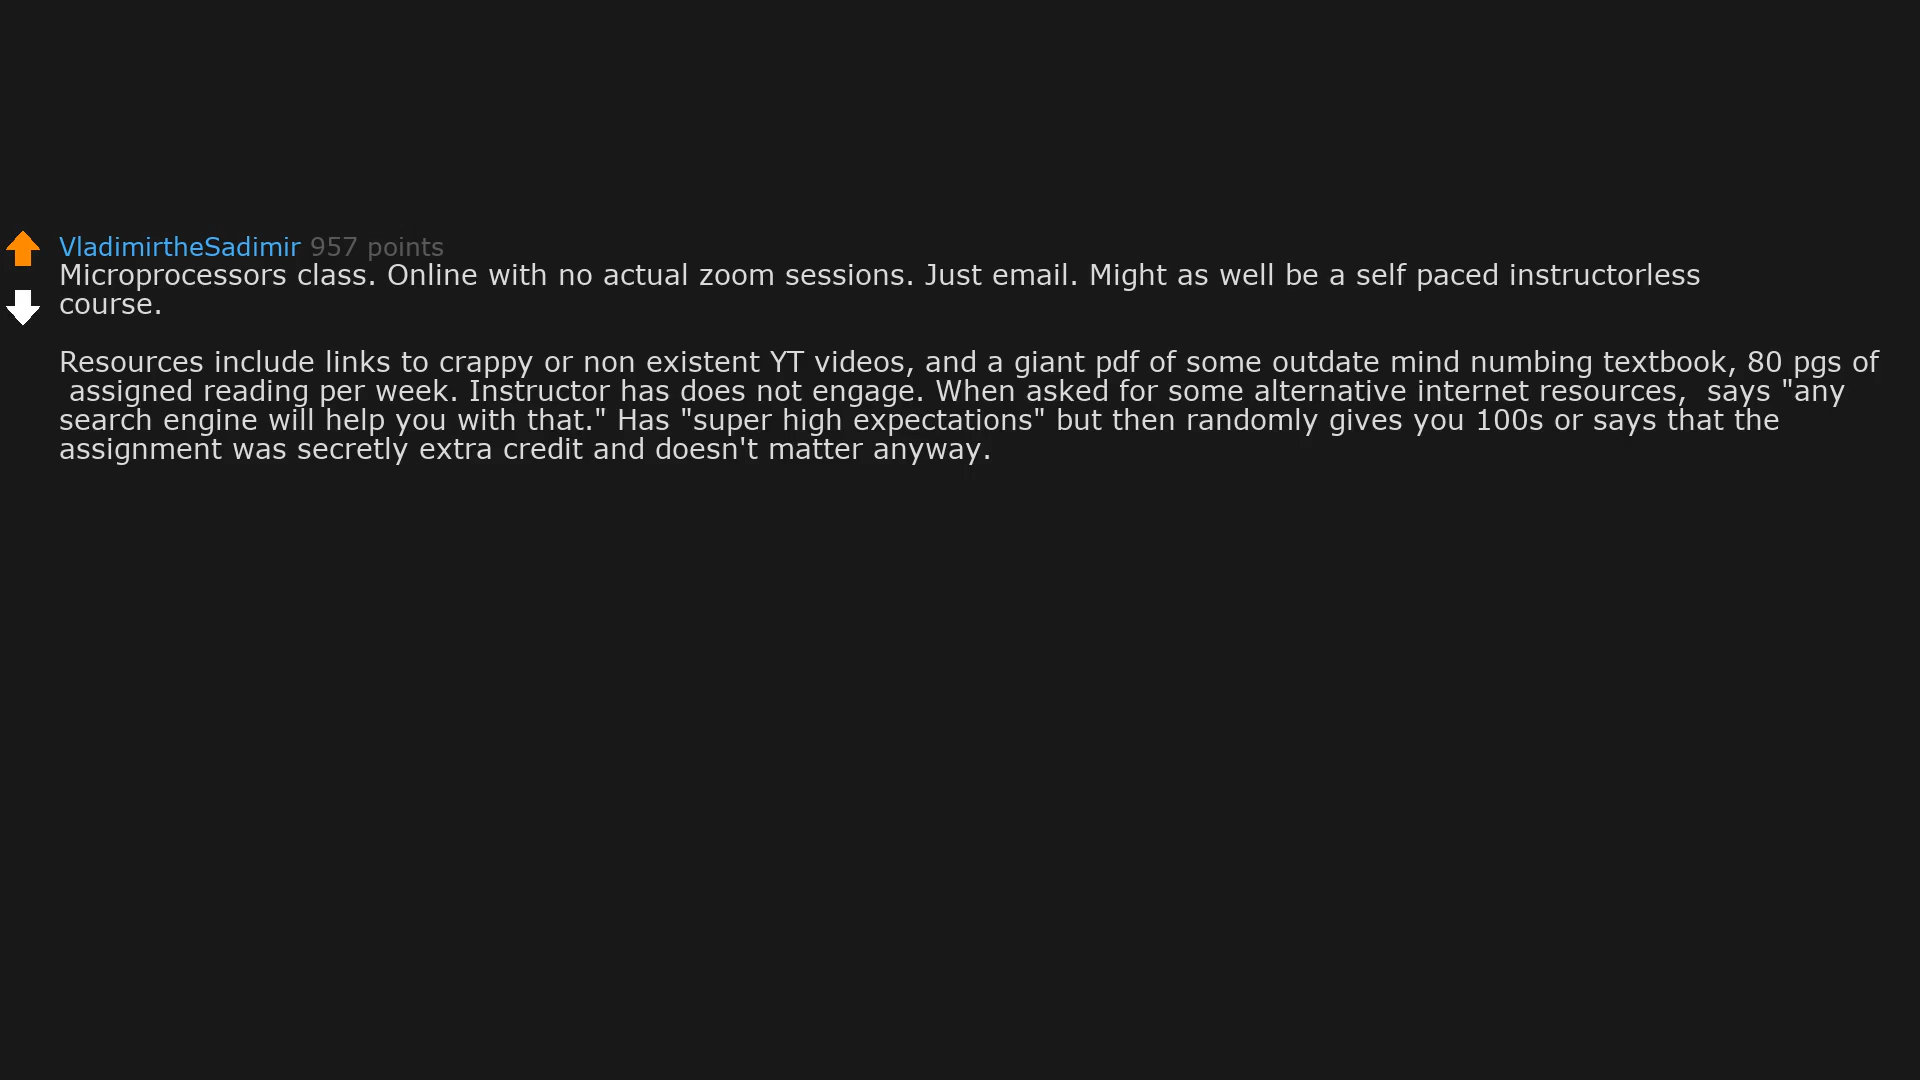 VladimirtheSadimir 957 points
Microprocessors class. Online with no actual zoom sessions. Just email. Might as well be a self paced instructorless
course.
Resources include links to crappy or non existent YT videos, and a giant pdf of some outdate mind numbing textbook, 80 pgs of
assigned reading per week. Instructor has does not engage. When asked for some alternative internet resources,  says "any
search engine will help you with that." Has "super high expectations" but then randomly gives you 100s or says that the
assignment was secretly extra credit and doesn't matter anyway.